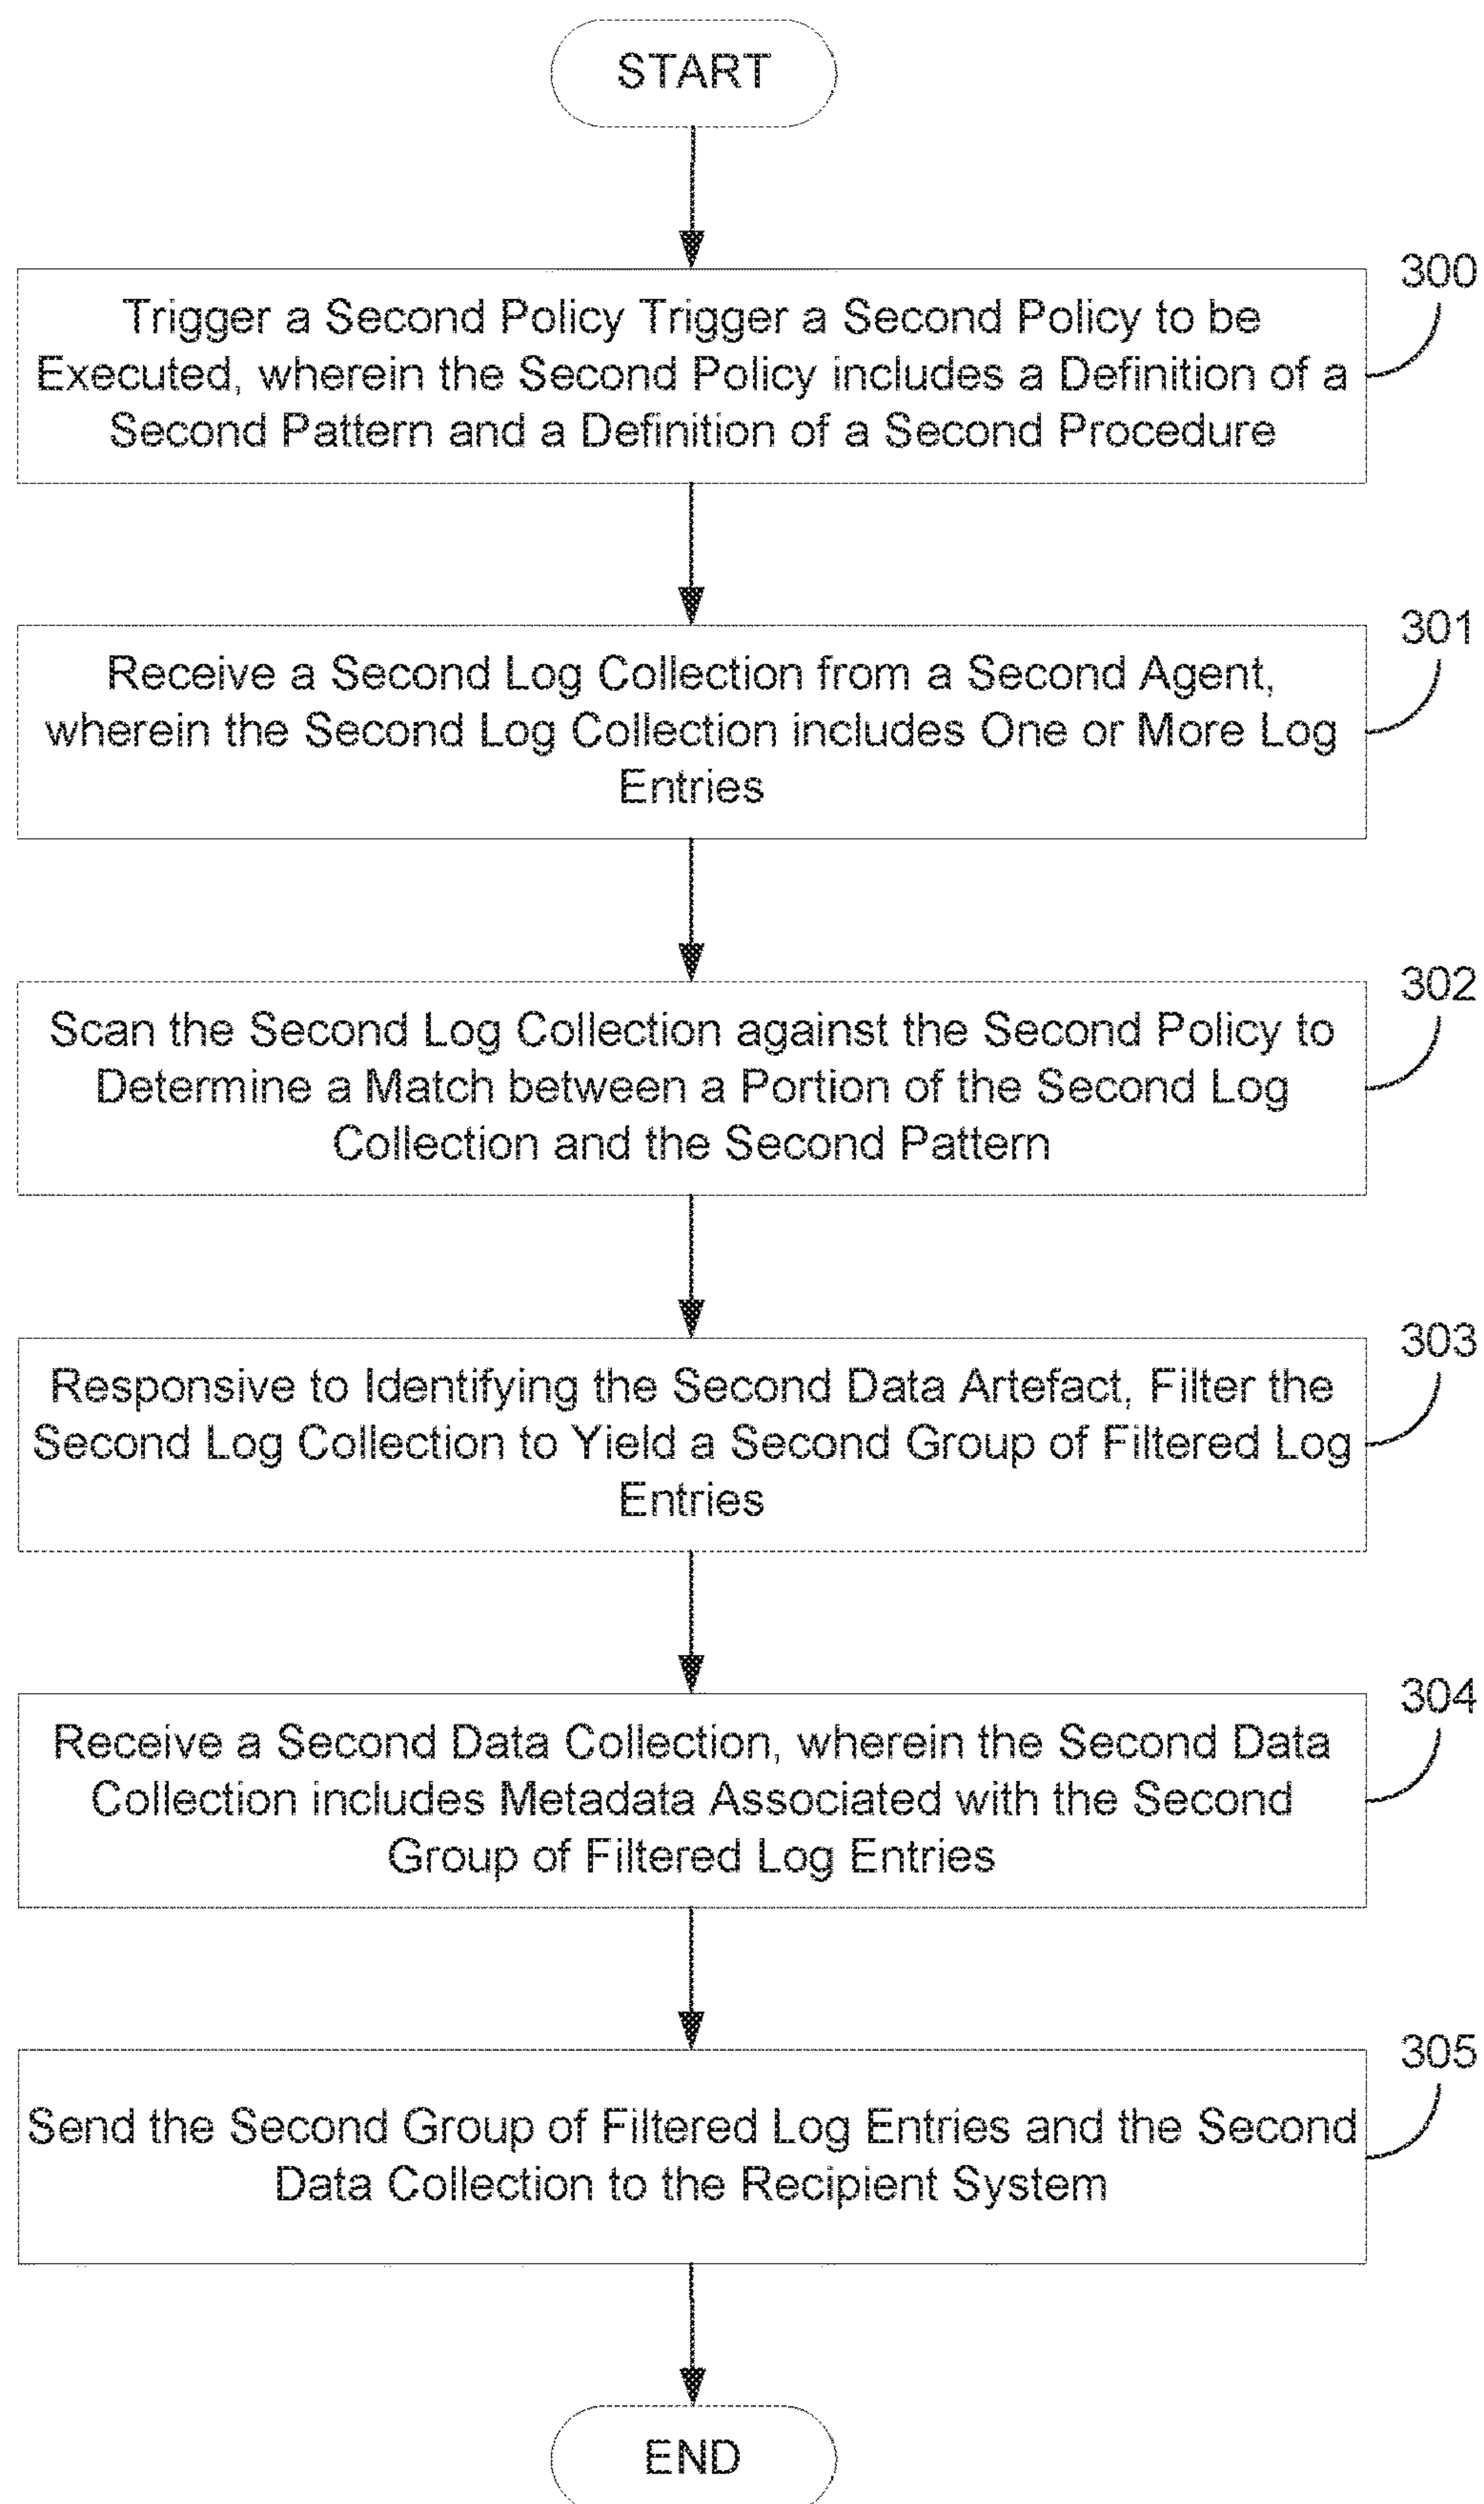 START
300
Trigger a Second Policy Trigger a Second Policy to be
Executed, wherein the Second Policy includes a Definition of a
Second Pattern and a Definition of a Second Procedure
301
Receive a Second Log Collection from a Second Agent,
wherein the Second Log Collection includes One or More Log
Entries
302
Scan the Second Log Collection against the Second Policy to
Determine a Match between a Portion of the Second Log
Collection and the Second Pattern
303
Responsive to Identifying the Second Data Artefact, Filter the
Second Log Collection to Yield a Second Group of Filtered Log
Entries
304
Receive a Second Data Collection, wherein the Second Data
Collection includes Metadata Associated with the Second
Group of Filtered Log Entries
305
Send the Second Group of Filtered Log Entries and the Second
Data Collection to the Recipient System
END